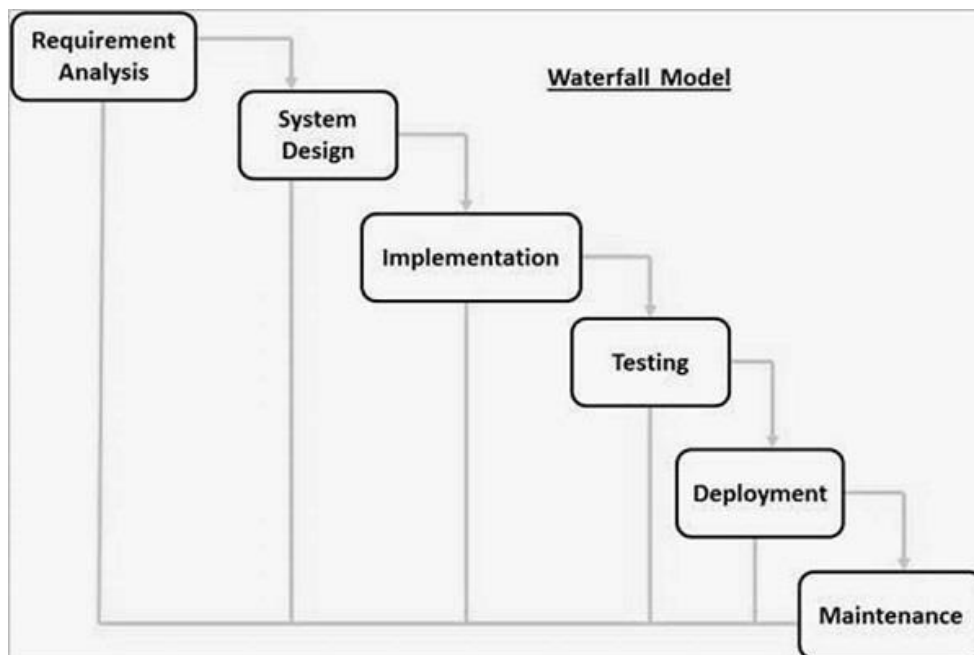 Requirement
Analysis
Waterfall Model
System
Design
Implementation
Testing
Deployment
Maintenance